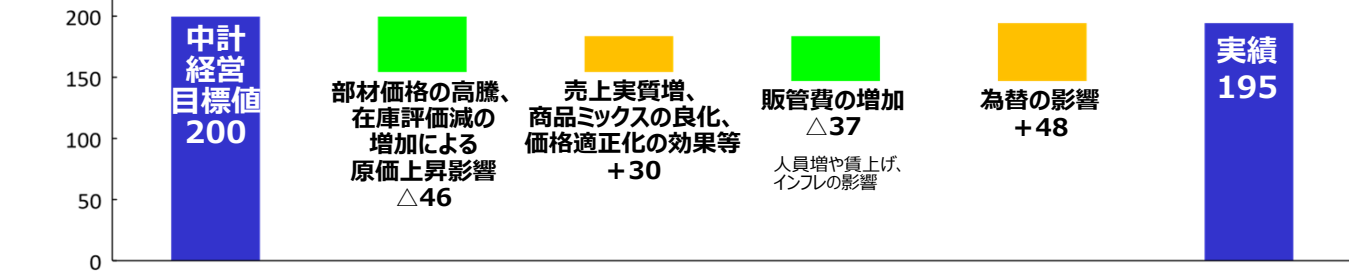 200
150
100
50
0
中計
経営
目標値
200
部材価格の高騰、
在庫評価減の
増加による
原価上昇影響
△46
売上実質増、
商品ミックスの良化、
価格適正化の効果等
＋30
販管費の増加
△37
人員増や賃上げ、
インフレの影響
為替の影響
＋48
実績
195